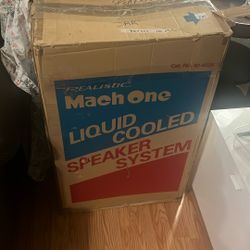 REALISTIC
Mach One
LIQUID
COOLED
SPEAKER
SYSTEM